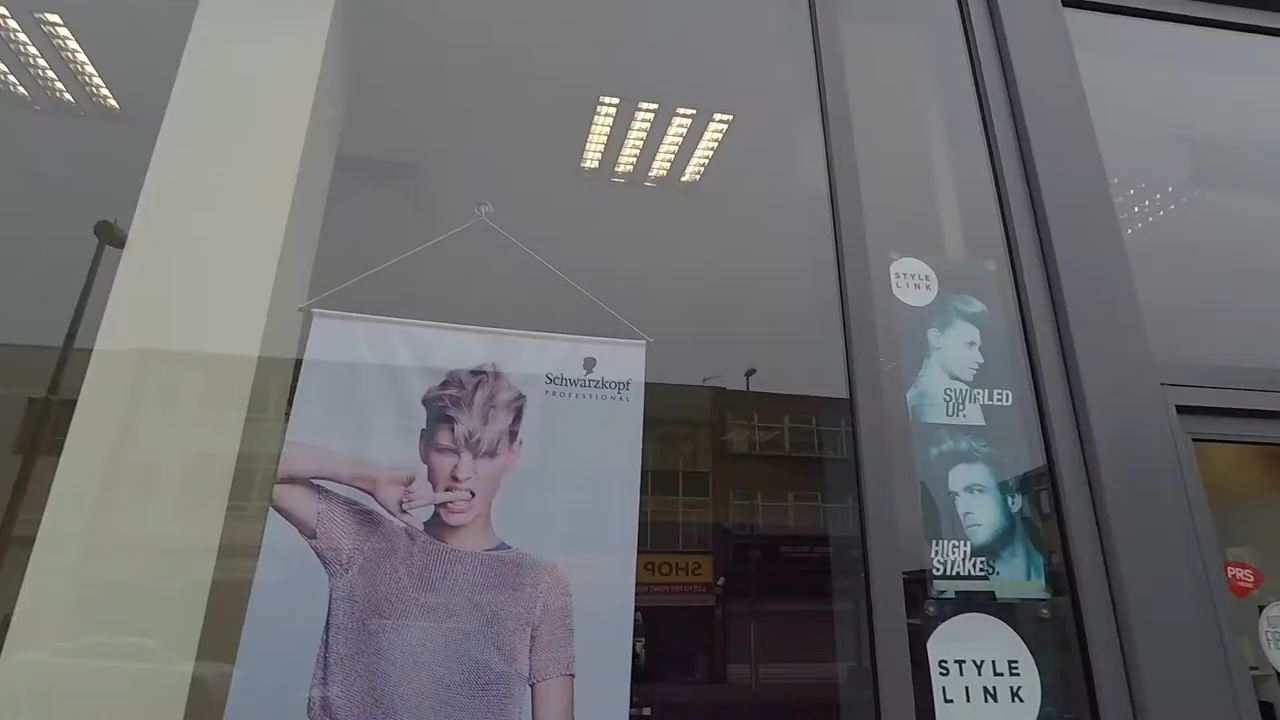 Schwarzkopf
PROFESSIONAL
STYLE
LINK
SWIRLED
UP.
HIGH
STAKES.
STYLE
LINK
SHOP
PRS